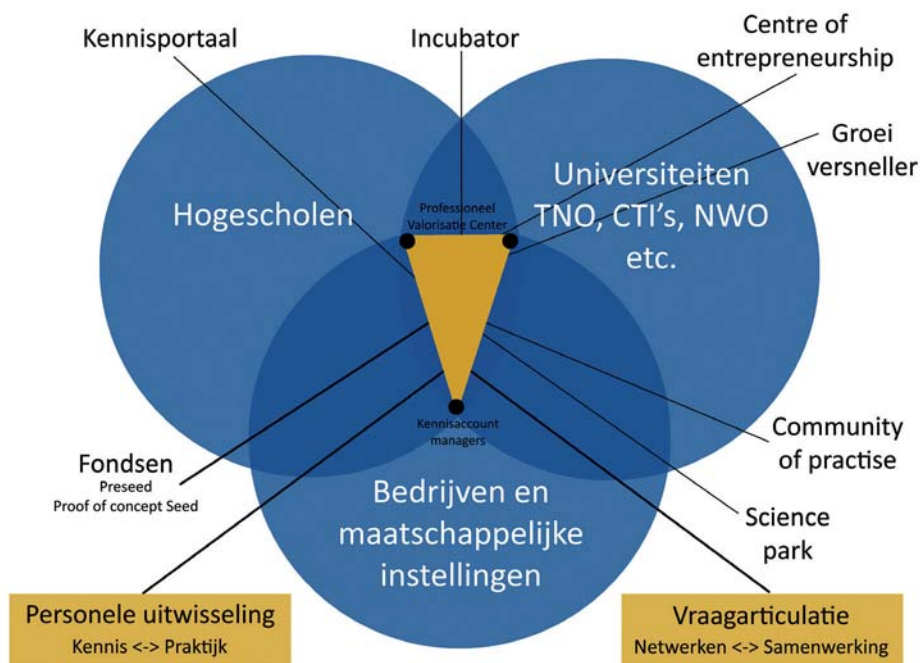 Kennisportaal
Incubator
Centre of
entrepreneurship
Groei
versneller
Hogescholen
Universiteiten
TNO, CTI's, NWO
etc.
Professioneel
Valorisatie Center
Kennisaccount
managers
Fondsen
Preseed
Proof of concept Seed
Community
of practise
Bedrijven en
maatschappelijke
instellingen
Science
park
Personele uitwisseling
Kennis <-> Praktijk
Vraagarticulatie
Netwerken <-> Samenwerking